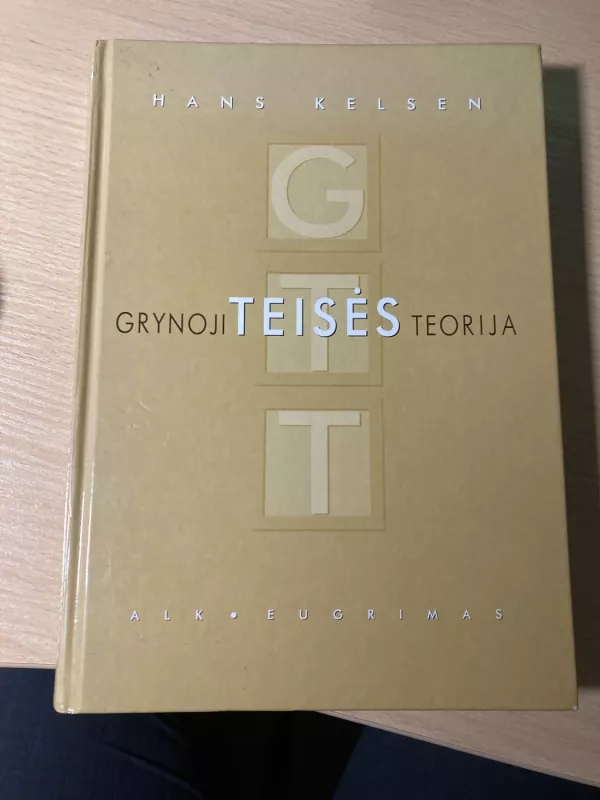 HANS KELSEN
G
T
GRYNOJI TEISĖS TEORIJA
T
ALK • EUGRIMAS